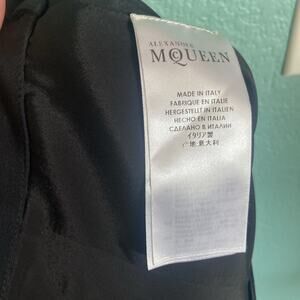 ALEXANDER
MCQUEEN
MADE IN ITALY
FABRIQUE EN ITALIE
HERGESTELLT IN ITALIEN
HECHO EN ITALIA
СДЕЛАНО В ИТАЛИИ
イタリア製
产地:意大利